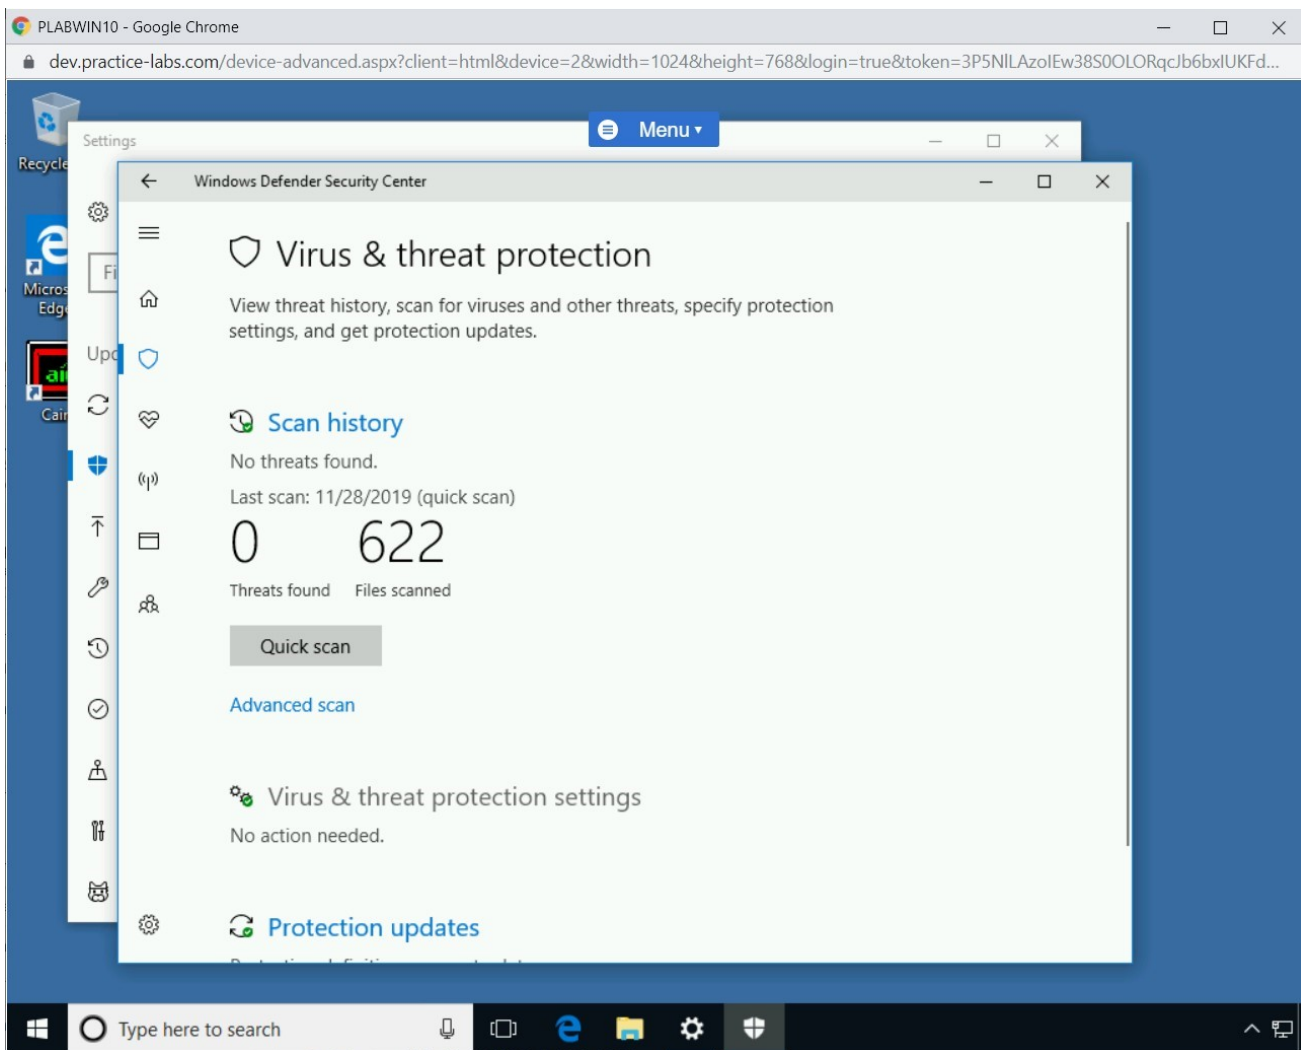 PLABWIN10 - Google Chrome
dev.practice-labs.com/device-advanced.aspx?client=html&device=2&width=1024&height=768&login=true&token=
Menu
Settings
Windows Defender Security Center
Virus & threat protection
View threat history, scan for viruses and other threats, specify protection
settings, and get protection updates.
Scan history
No threats found.
Last scan: 11/28/2019 (quick scan)
0 622
Threats found Files scanned
Quick scan
Advanced scan
Virus & threat protection settings
No action needed.
Protection updates
Type here to search